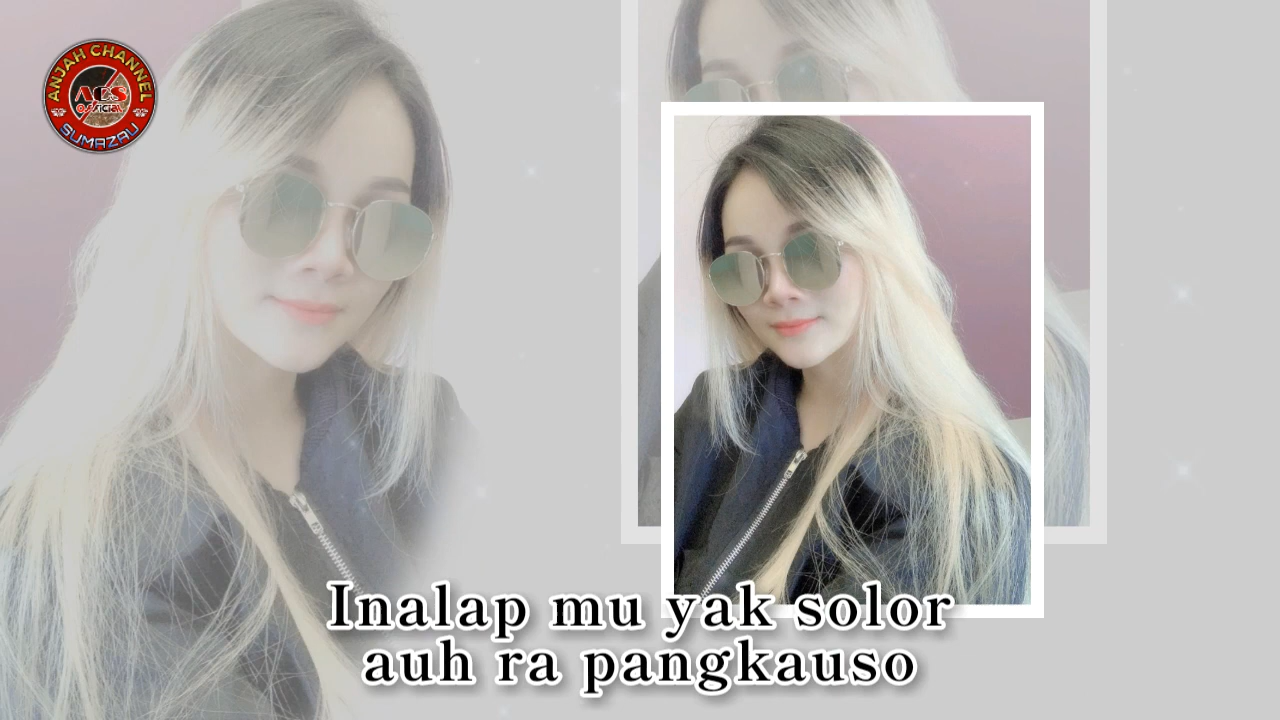 ANJAH CHANNEL
ACS
OFFICIAL
SUMAZAU
Inalap mu yak solor
auh ra pangkauso